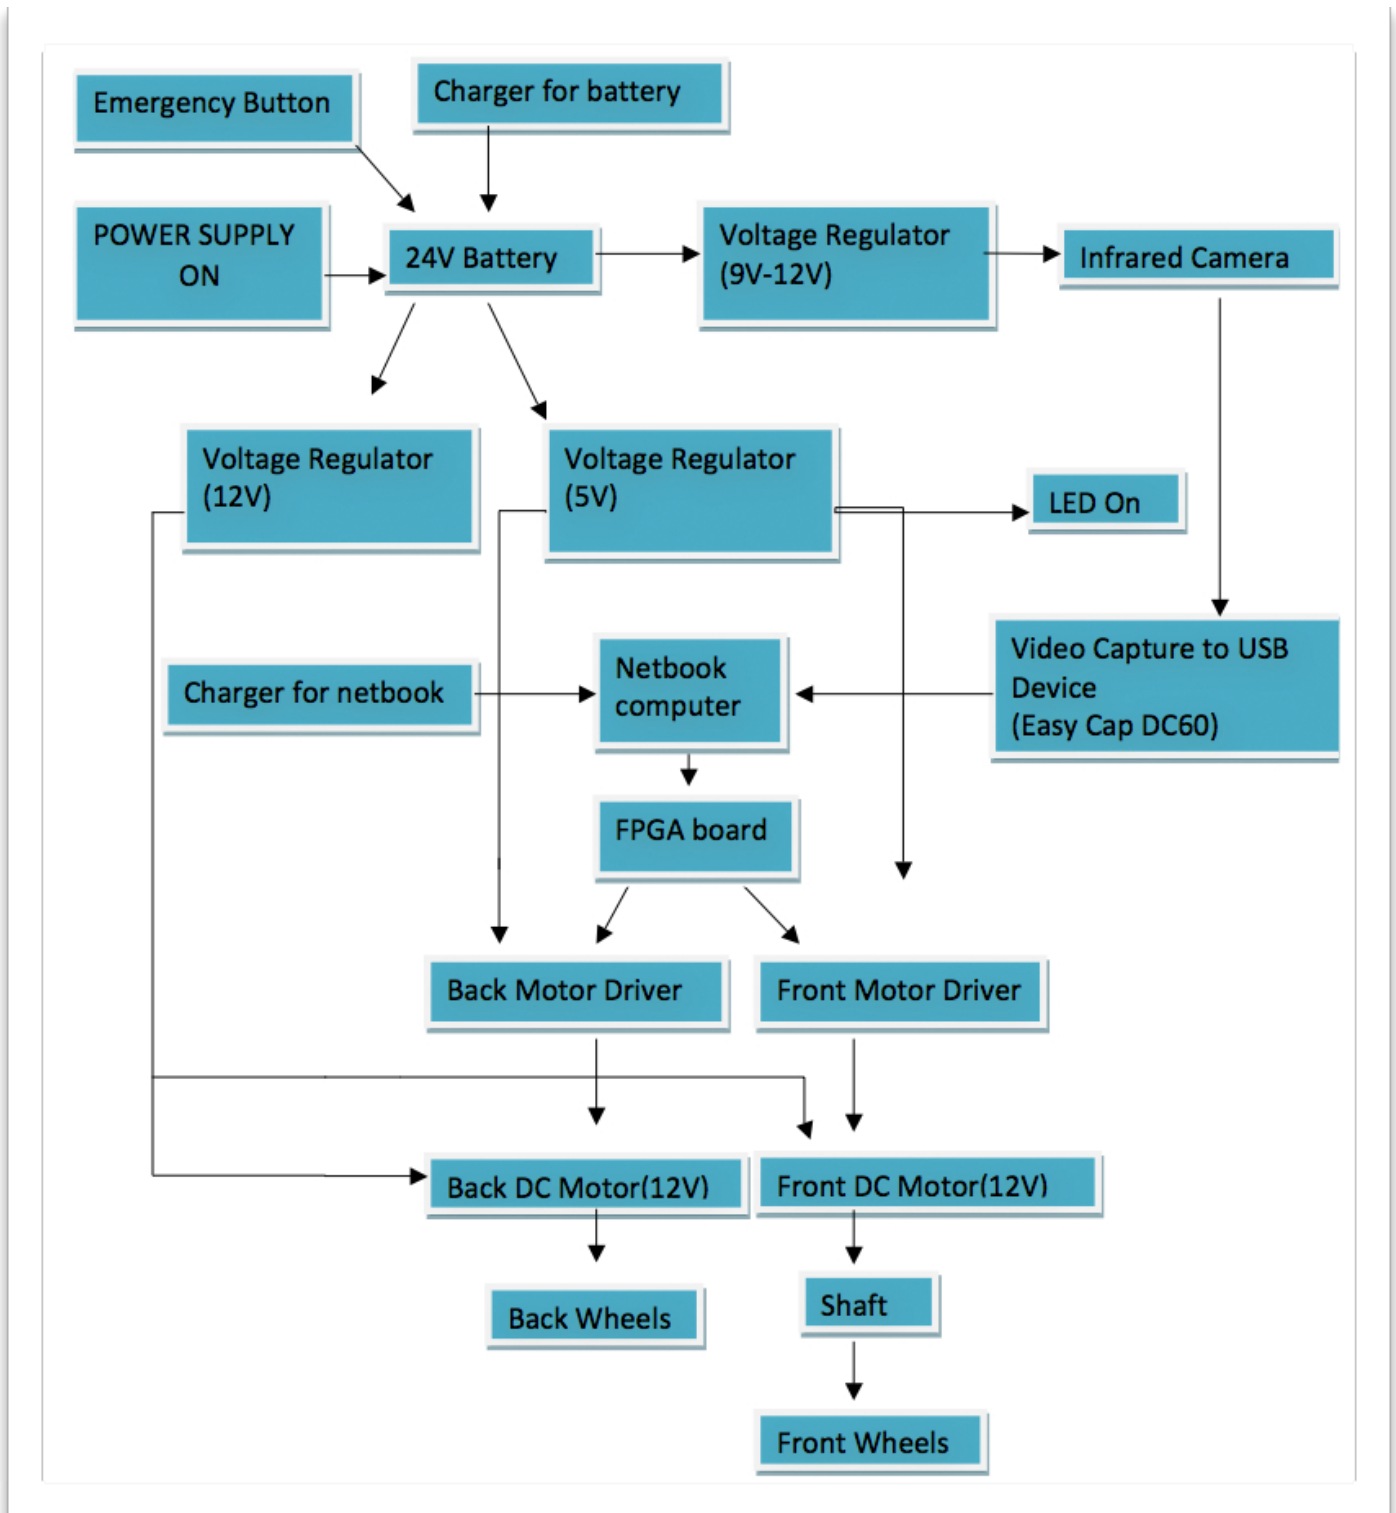 Emergency Button
Charger for battery
POWER SUPPLY
ON
24V Battery
Voltage Regulator
(9V-12V)
Infrared Camera
Voltage Regulator
(12V)
Voltage Regulator
(5V)
LED On
Charger for netbook
Netbook
computer
Video Capture to USB
Device
(Easy Cap DC60)
FPGA board
Back Motor Driver
Front Motor Driver
Back DC Motor(12V)
Front DC Motor(12V)
Back Wheels
Shaft
Front Wheels